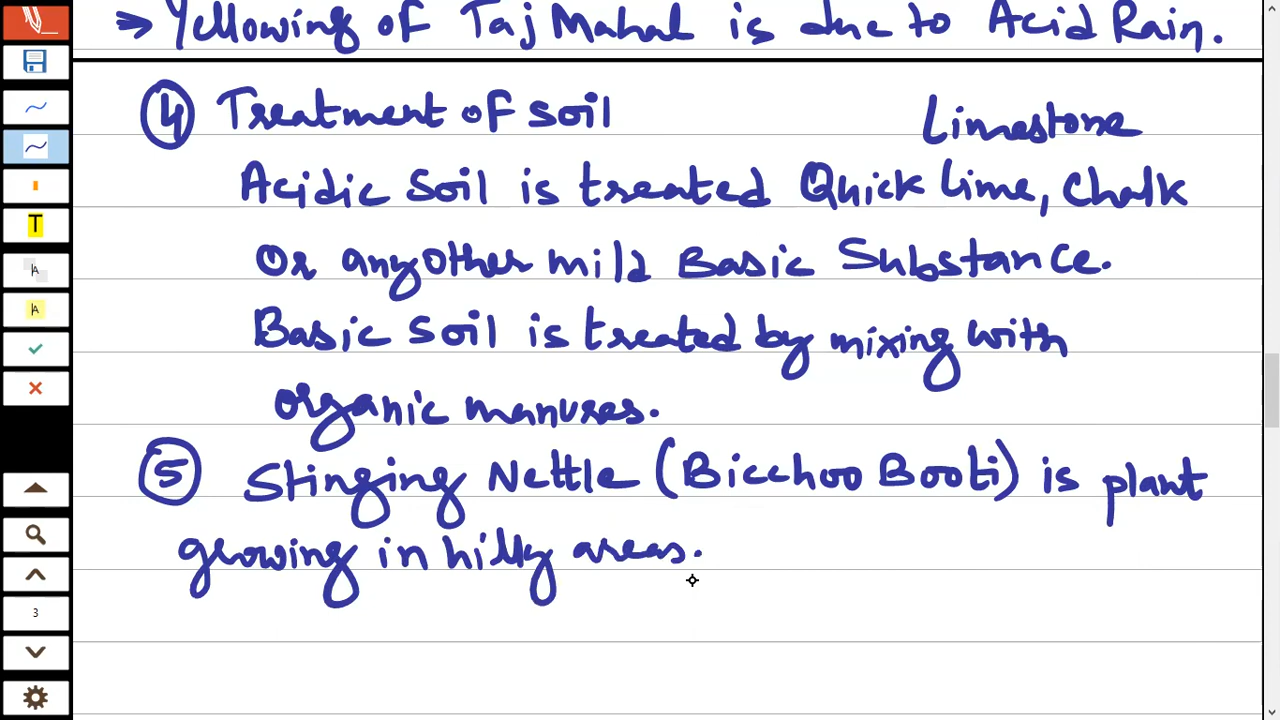 ⇒ Yellowing of Taj Mahal is due to Acid Rain.
④ Treatment of Soil
Limestone
Acidic Soil is treated Quick lime, Chalk
Or anyother mild Basic Substance.
Basic Soil is treated by mixing with
organic manures.
⑤ Stinging Nettle (Bicchoo Booti) is plant
growing in hilly areas.
T
A
A
3